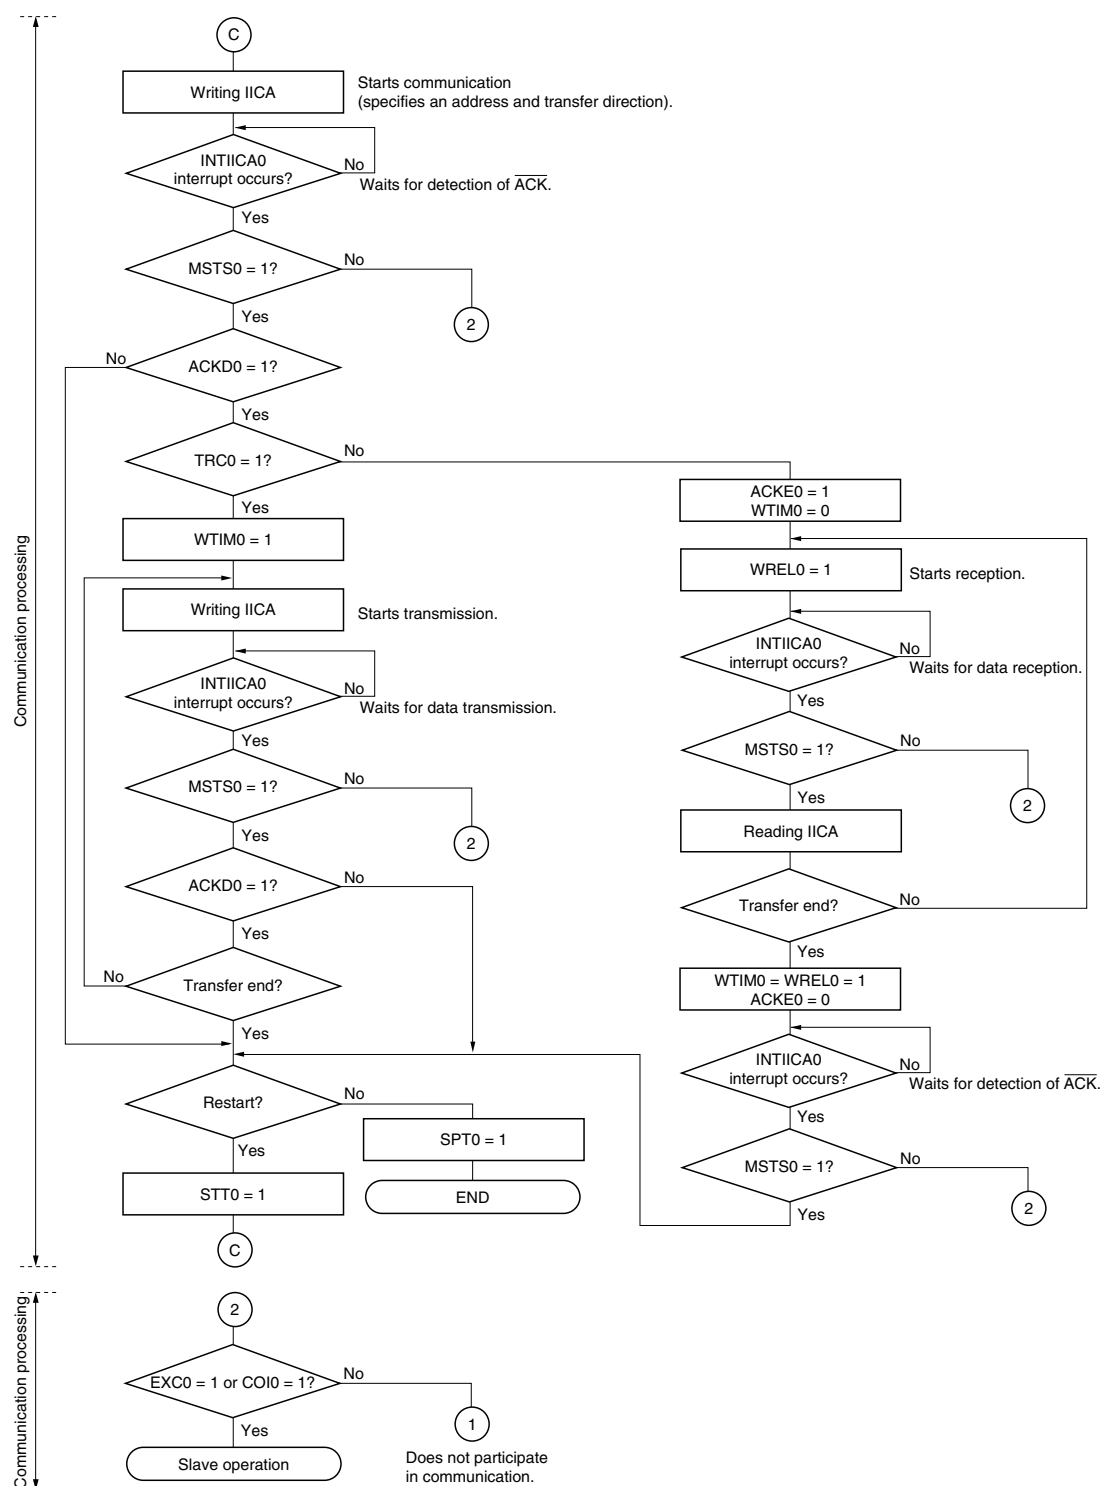 C
Writing IICA
Starts communication
(specifies an address and transfer direction).
INTIICA0
interrupt occurs?
No
Waits for detection of ACK.
Yes
MSTS0 = 1?
No
2
Yes
ACKD0 = 1?
No
Yes
TRC0 = 1?
No
Yes
WTIM0 = 1
Writing IICA
Starts transmission.
INTIICA0
interrupt occurs?
No
Waits for data transmission.
Yes
MSTS0 = 1?
No
2
Yes
ACKD0 = 1?
No
Yes
Transfer end?
No
Yes
ACKE0 = 1
WTIM0 = 0
WREL0 = 1
Starts reception.
INTIICA0
interrupt occurs?
No
Waits for data reception.
Yes
MSTS0 = 1?
No
2
Yes
Reading IICA
Transfer end?
No
Yes
WTIM0 = WREL0 = 1
ACKE0 = 0
INTIICA0
interrupt occurs?
No
Waits for detection of ACK.
Yes
MSTS0 = 1?
No
2
Yes
Restart?
No
SPT0 = 1
END
Yes
STT0 = 1
C
Communication processing
2
EXC0 = 1 or COI0 = 1?
No
1
Does not participate
in communication.
Yes
Slave operation
Communication processing